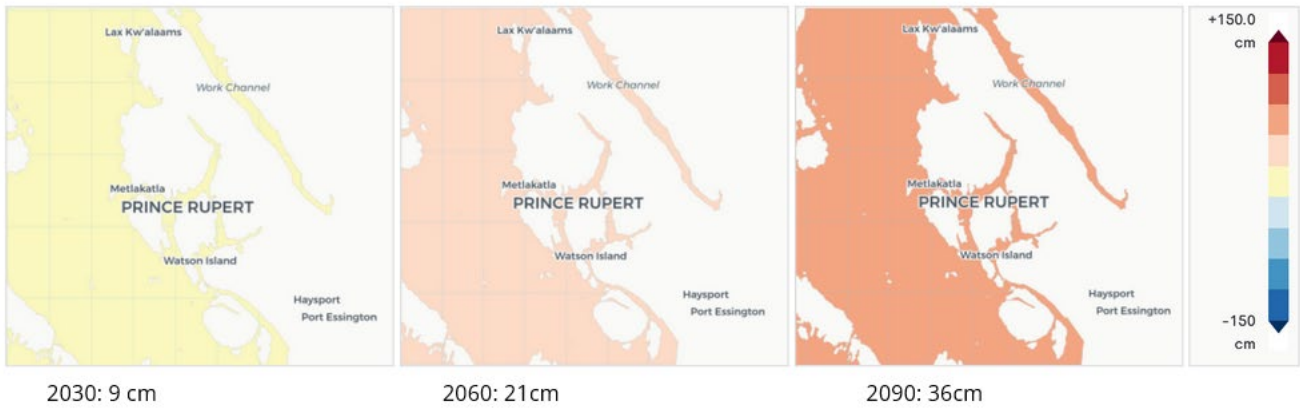 Lax Kw'alaams
Work Channel
Metlakatla
PRINCE RUPERT
Watson Island
Haysport
Port Essington
Lax Kw'alaams
Work Channel
Metlakatla
PRINCE RUPERT
Watson Island
Haysport
Port Essington
Lax Kw'alaams
Work Channel
Metlakatla
PRINCE RUPERT
Watson Island
Haysport
Port Essington
+150.0
cm
-150
cm
2030: 9 cm
2060: 21cm
2090: 36cm